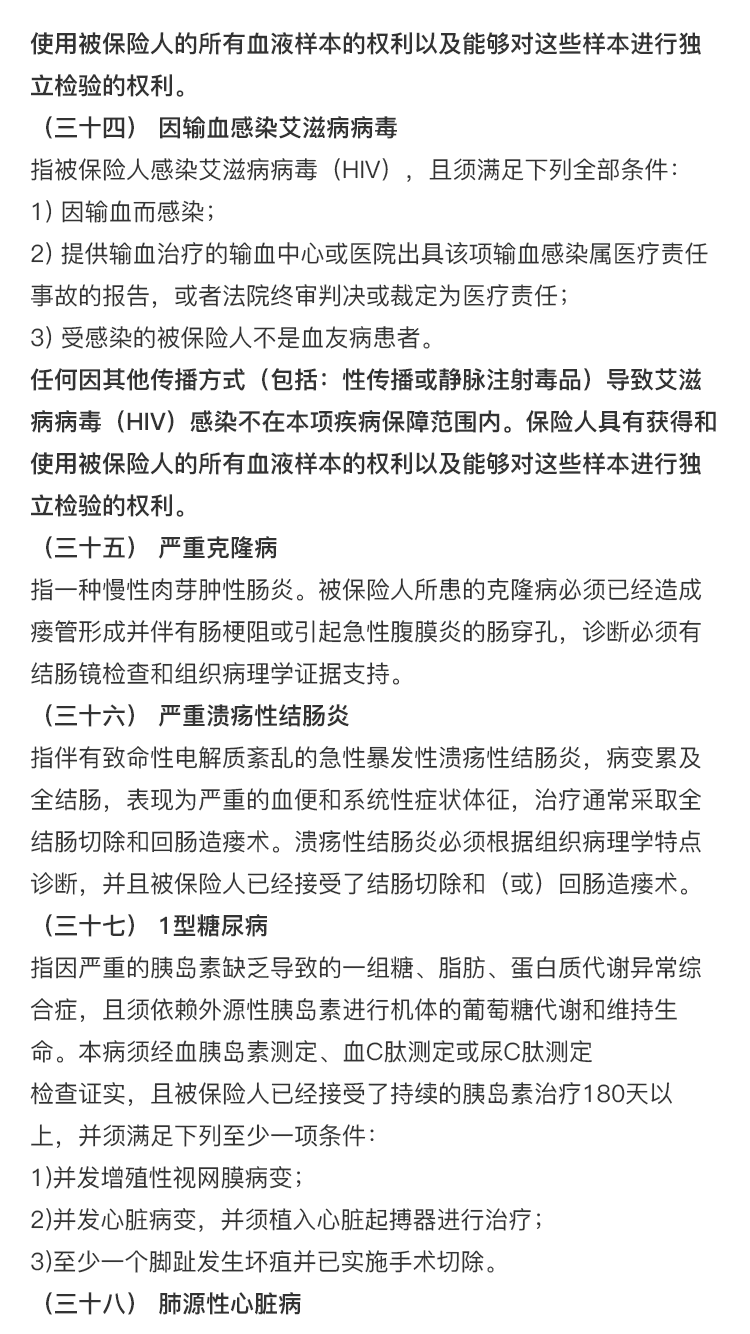 使用被保险人的所有血液样本的权利以及能够对这些样本进行独
立检验的权利。
（三十四） 因输血感染艾滋病病毒
指被保险人感染艾滋病病毒（HIV），且须满足下列全部条件：
1) 因输血而感染；
2) 提供输血治疗的输血中心或医院出具该项输血感染属医疗责任
事故的报告，或者法院终审判决或裁定为医疗责任；
3) 受感染的被保险人不是血友病患者。
任何因其他传播方式（包括：性传播或静脉注射毒品）导致艾滋
病病毒（HIV）感染不在本项疾病保障范围内。保险人具有获得和
使用被保险人的所有血液样本的权利以及能够对这些样本进行独
立检验的权利。
（三十五） 严重克隆病
指一种慢性肉芽肿性肠炎。被保险人所患的克隆病必须已经造成
瘘管形成并伴有肠梗阻或引起急性腹膜炎的肠穿孔，诊断必须有
结肠镜检查和组织病理学证据支持。
（三十六） 严重溃疡性结肠炎
指伴有致命性电解质紊乱的急性暴发性溃疡性结肠炎，病变累及
全结肠，表现为严重的血便和系统性症状体征，治疗通常采取全
结肠切除和回肠造瘘术。溃疡性结肠炎必须根据组织病理学特点
诊断，并且被保险人已经接受了结肠切除和（或）回肠造瘘术。
（三十七） 1型糖尿病
指因严重的胰岛素缺乏导致的一组糖、脂肪、蛋白质代谢异常综
合症，且须依赖外源性胰岛素进行机体的葡萄糖代谢和维持生
命。本病须经血胰岛素测定、血C肽测定或尿C肽测定
检查证实，且被保险人已经接受了持续的胰岛素治疗180天以
上，并须满足下列至少一项条件：
1)并发增殖性视网膜病变；
2)并发心脏病变，并须植入心脏起搏器进行治疗；
3)至少一个脚趾发生坏疽并已实施手术切除。
（三十八） 肺源性心脏病